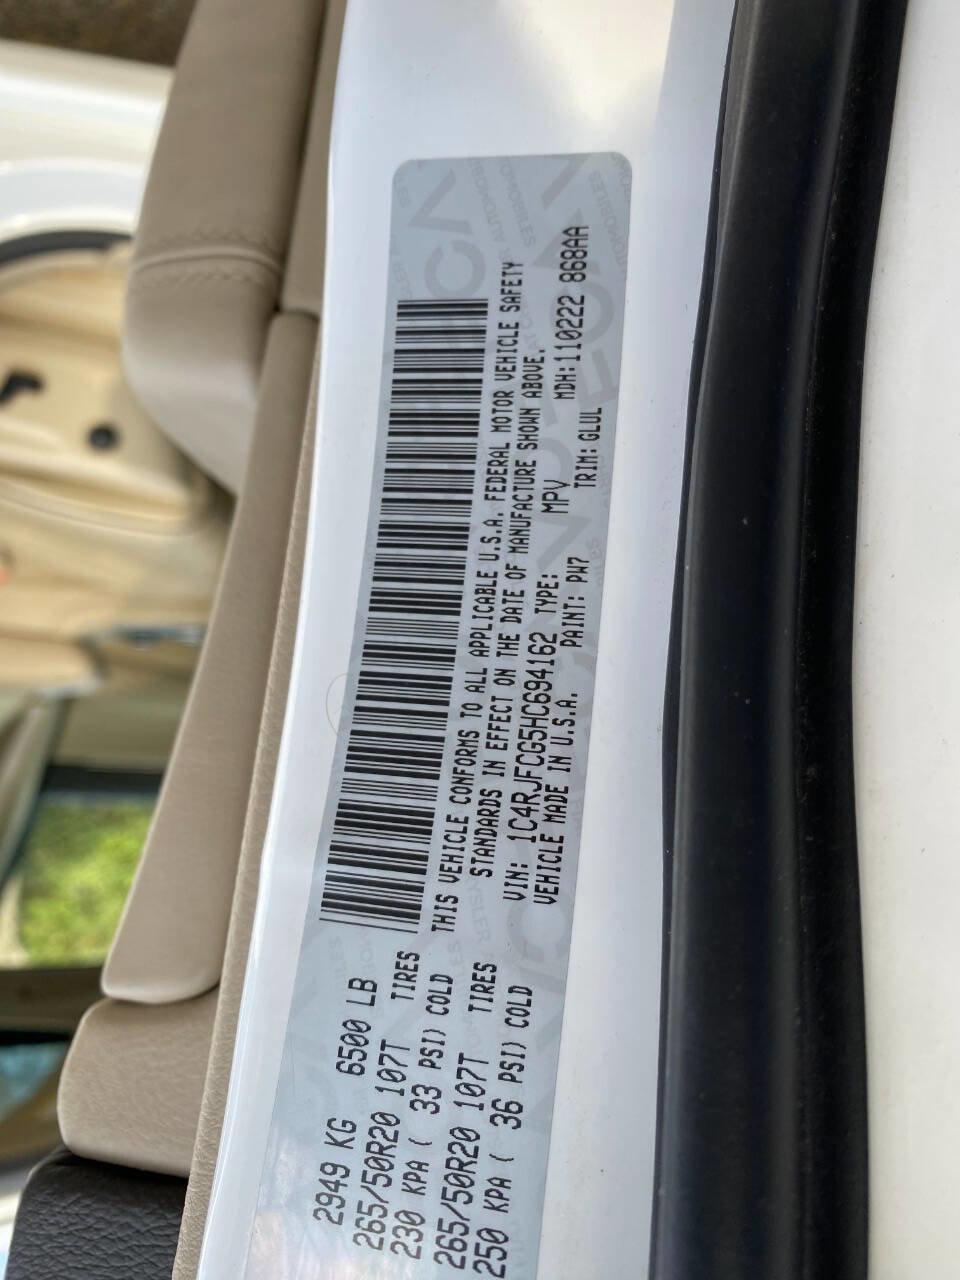 2949 KG 6500 LB
265/50R20 107T TIRES
230 KPA ( 33 PSI) COLD
265/50R20 107T TIRES
250 KPA ( 36 PSI) COLD
THIS VEHICLE CONFORMS TO ALL APPLICABLE U.S.A. FEDERAL MOTOR VEHICLE SAFETY
STANDARDS IN EFFECT ON THE DATE OF MANUFACTURE SHOWN ABOVE.
VIN: 1C4RJFCG5HC694162 TYPE: MPV MDH:110222 868AA
VEHICLE MADE IN U.S.A. PAINT: PW7 TRIM: GLUL